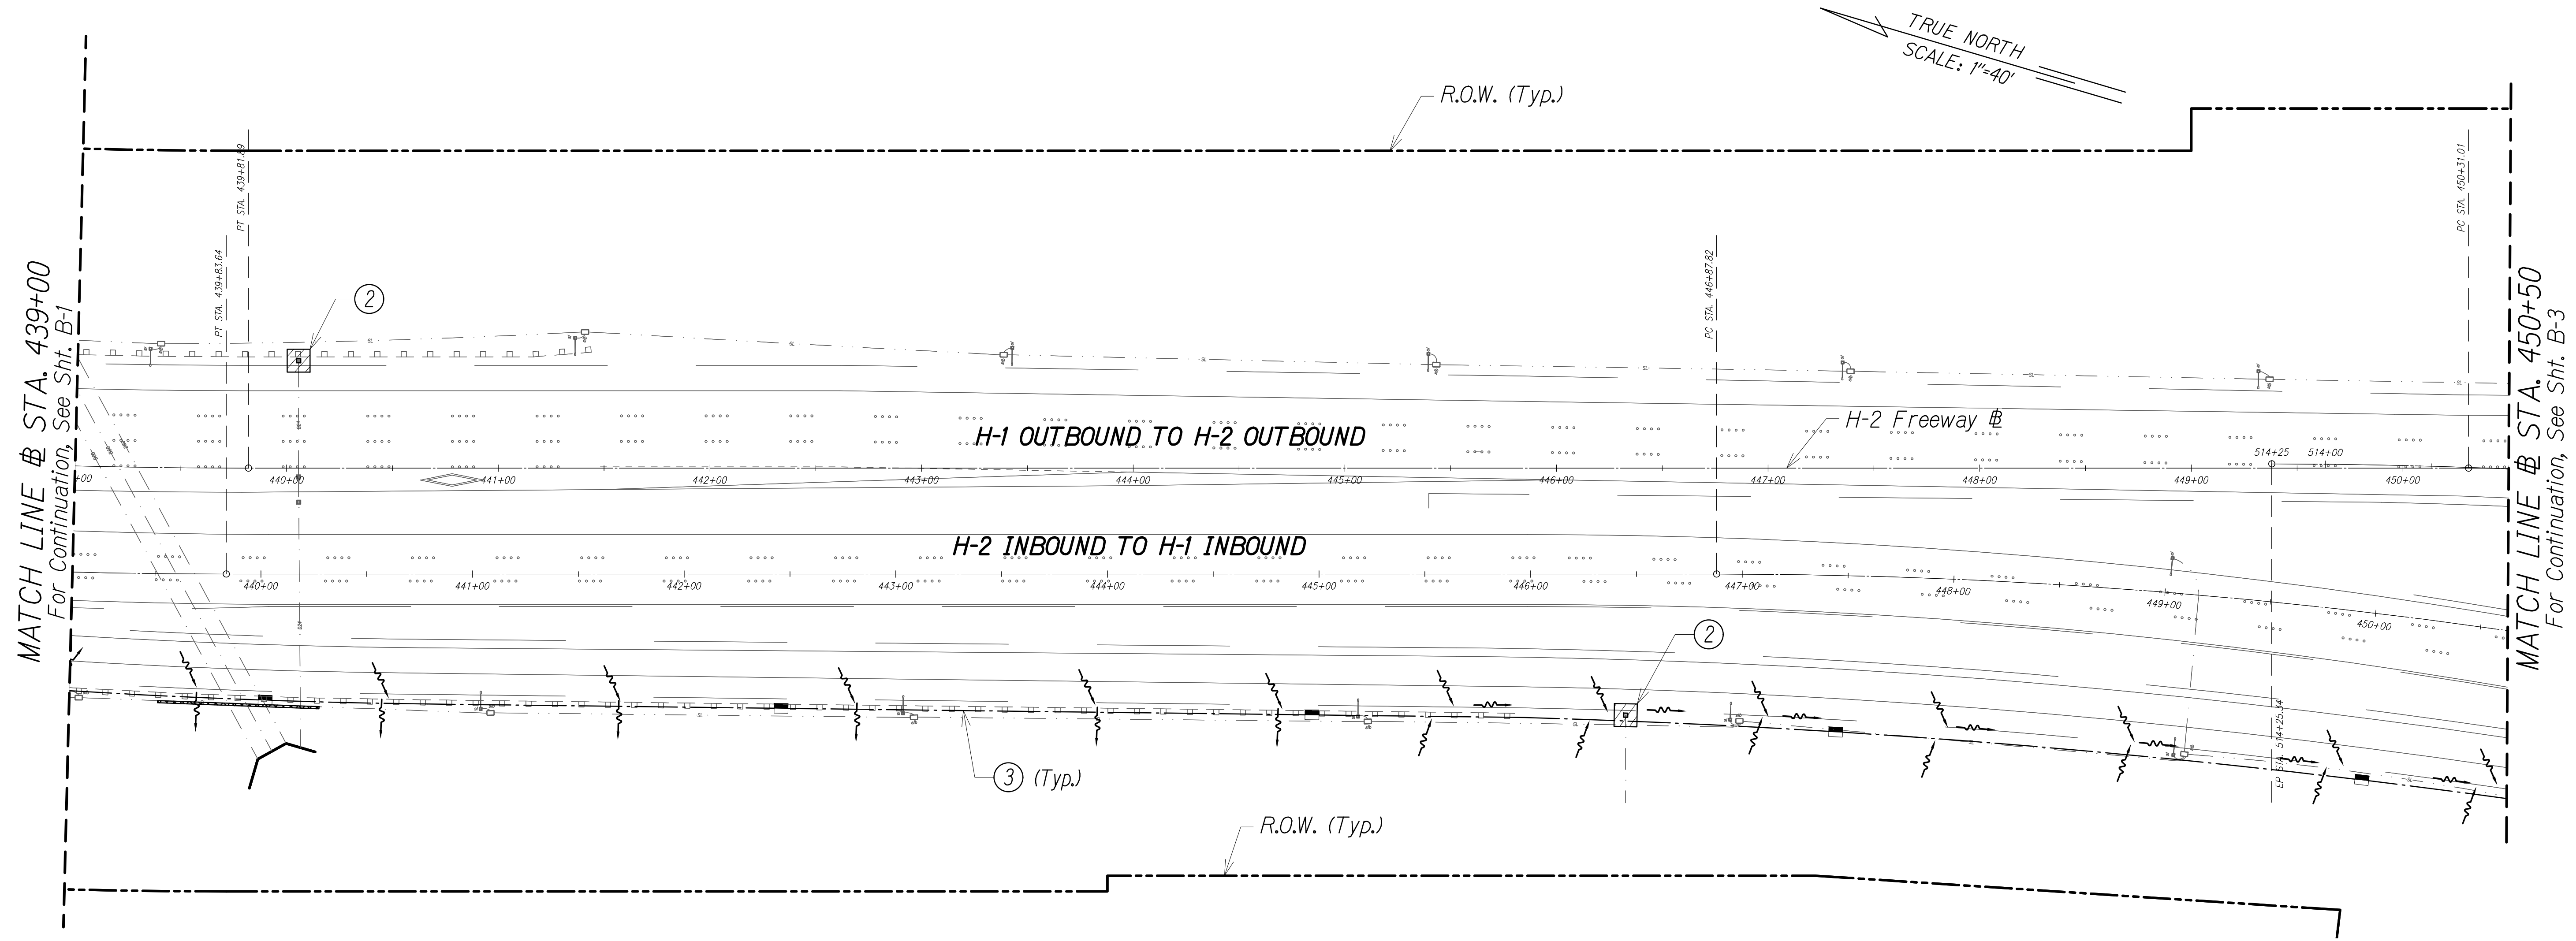 TRUE NORTH
SCALE: 1"=40'
R.O.W. (Typ.)
PT STA. 439+81.89
PT STA. 439+83.64
PC STA. 446+87.82
PC STA. 450+31.01
MATCH LINE ℄ STA. 439+00
For Continuation, See Sht. B-1
2
H-1 OUTBOUND TO H-2 OUTBOUND
H-2 Freeway ℄
514+25 514+00
+00 440+00 441+00 442+00 443+00 444+00 445+00 446+00 447+00 448+00 449+00 450+00
H-2 INBOUND TO H-1 INBOUND
440+00 441+00 442+00 443+00 444+00 445+00 446+00 447+00 448+00 449+00 450+00
2
3 (Typ.)
EP STA. 514+25.34
R.O.W. (Typ.)
MATCH LINE ℄ STA. 450+50
For Continuation, See Sht. B-3